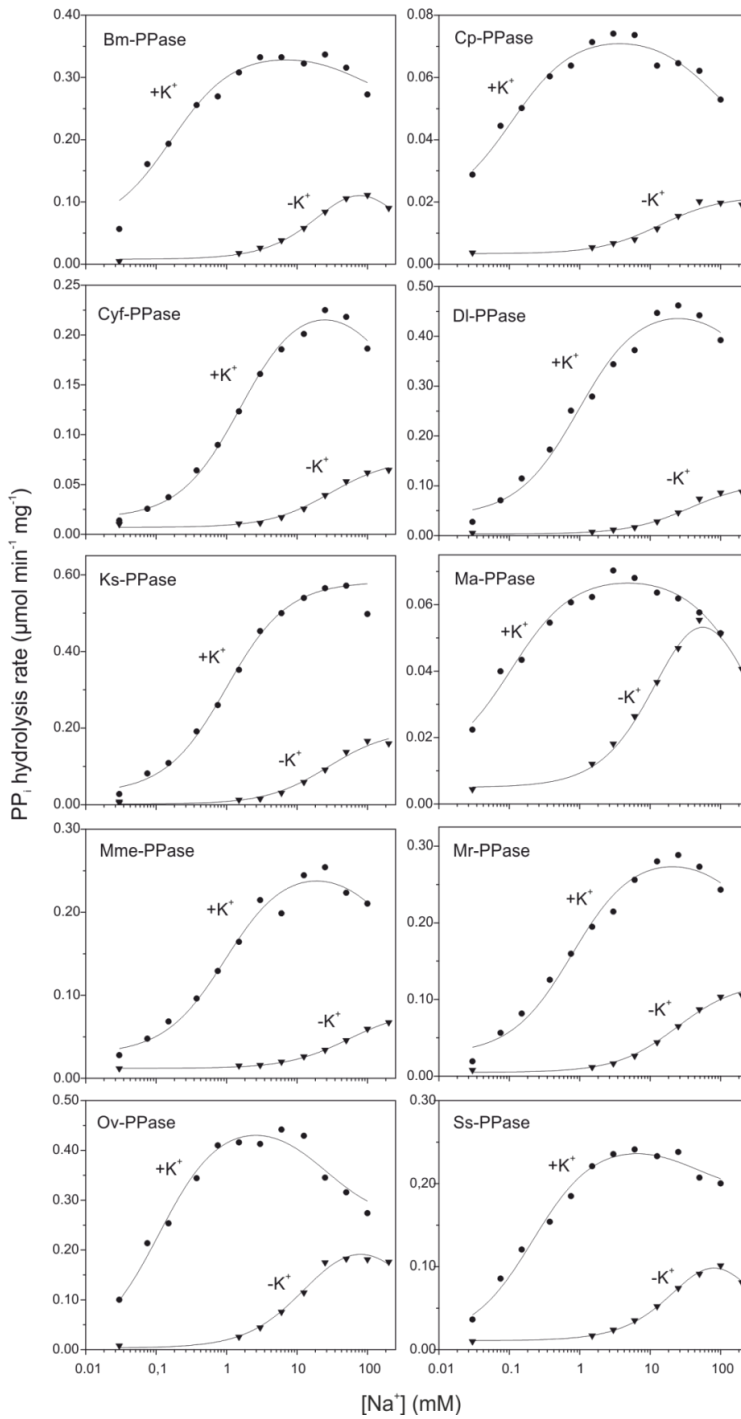 Bm-PPase
+K⁺
-K⁺
0.40
0.30
0.20
0.10
0.00
Cp-PPase
+K⁺
-K⁺
0.08
0.06
0.04
0.02
0.00
Cyf-PPase
+K⁺
-K⁺
0.25
0.20
0.15
0.10
0.05
0.00
Dl-PPase
+K⁺
-K⁺
0.50
0.40
0.30
0.20
0.10
0.00
Ks-PPase
+K⁺
-K⁺
0.60
0.40
0.20
0.00
Ma-PPase
+K⁺
-K⁺
0.08
0.06
0.04
0.02
0.00
Mme-PPase
+K⁺
-K⁺
0.30
0.20
0.10
0.00
Mr-PPase
+K⁺
-K⁺
0.30
0.20
0.10
0.00
Ov-PPase
+K⁺
-K⁺
0.50
0.40
0.30
0.20
0.10
0.00
Ss-PPase
+K⁺
-K⁺
0.30
0.20
0.10
0.00
0.01 0,1 1 10 100
0.01 0,1 1 10 100
PPᵢ hydrolysis rate (µmol min⁻¹ mg⁻¹)
[Na⁺] (mM)